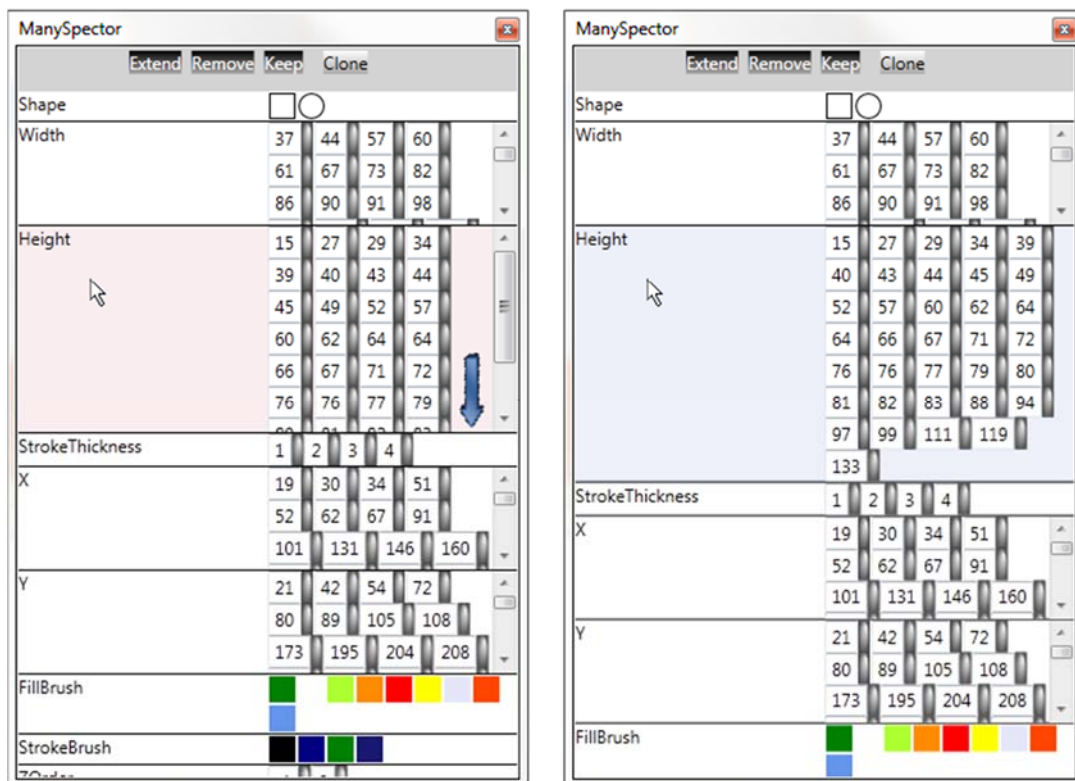 ManySpector
Extend Remove Keep Clone
Shape
Width
37 44 57 60
61 67 73 82
86 90 91 98
Height
15 27 29 34
39 40 43 44
45 49 52 57
60 62 64 64
66 67 71 72
76 76 77 79
StrokeThickness
1 2 3 4
X
19 30 34 51
52 62 67 91
101 131 146 160
Y
21 42 54 72
80 89 105 108
173 195 204 208
FillBrush
StrokeBrush
ZOrder
ManySpector
Extend Remove Keep Clone
Shape
Width
37 44 57 60
61 67 73 82
86 90 91 98
Height
15 27 29 34 39
40 43 44 45 49
52 57 60 62 64
64 66 67 71 72
76 76 77 79 80
81 82 83 88 94
97 99 111 119
133
StrokeThickness
1 2 3 4
X
19 30 34 51
52 62 67 91
101 131 146 160
Y
21 42 54 72
80 89 105 108
173 195 204 208
FillBrush